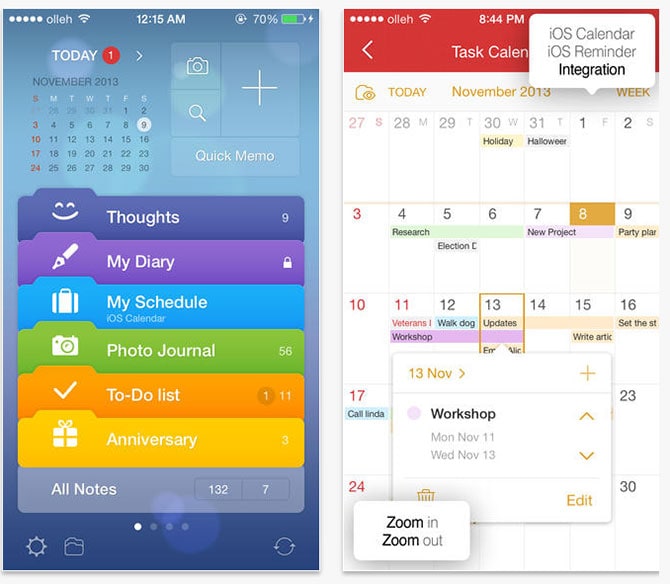 olleh 12:15 AM 70%
TODAY 1
NOVEMBER 2013
S M T W T F S
27 28 29 30 31 1 2
3 4 5 6 7 8 9
10 11 12 13 14 15 16
17 18 19 20 21 22 23
24 25 26 27 28 29 30
Quick Memo
Thoughts 9
My Diary
My Schedule
iOS Calendar
Photo Journal 56
To-Do list 1 11
Anniversary 3
All Notes 132 7
olleh 8:44 PM
iOS Calendar
iOS Reminder
Integration
Task Calen
TODAY November 2013 WEEK
27 S 28 M 29 T 30 W 31 T 1 F 2 S
Holiday Halloweer
3 4 5 6 7 8 9
Research New Project Party plar
Election D
10 11 12 13 14 15 16
Veterans Walk dog Updates Set the st
Workshop Write artic
Alic
13 Nov
17 23
Call linda
Workshop
Mon Nov 11
Wed Nov 13
24 30
Edit
Zoom in
Zoom out